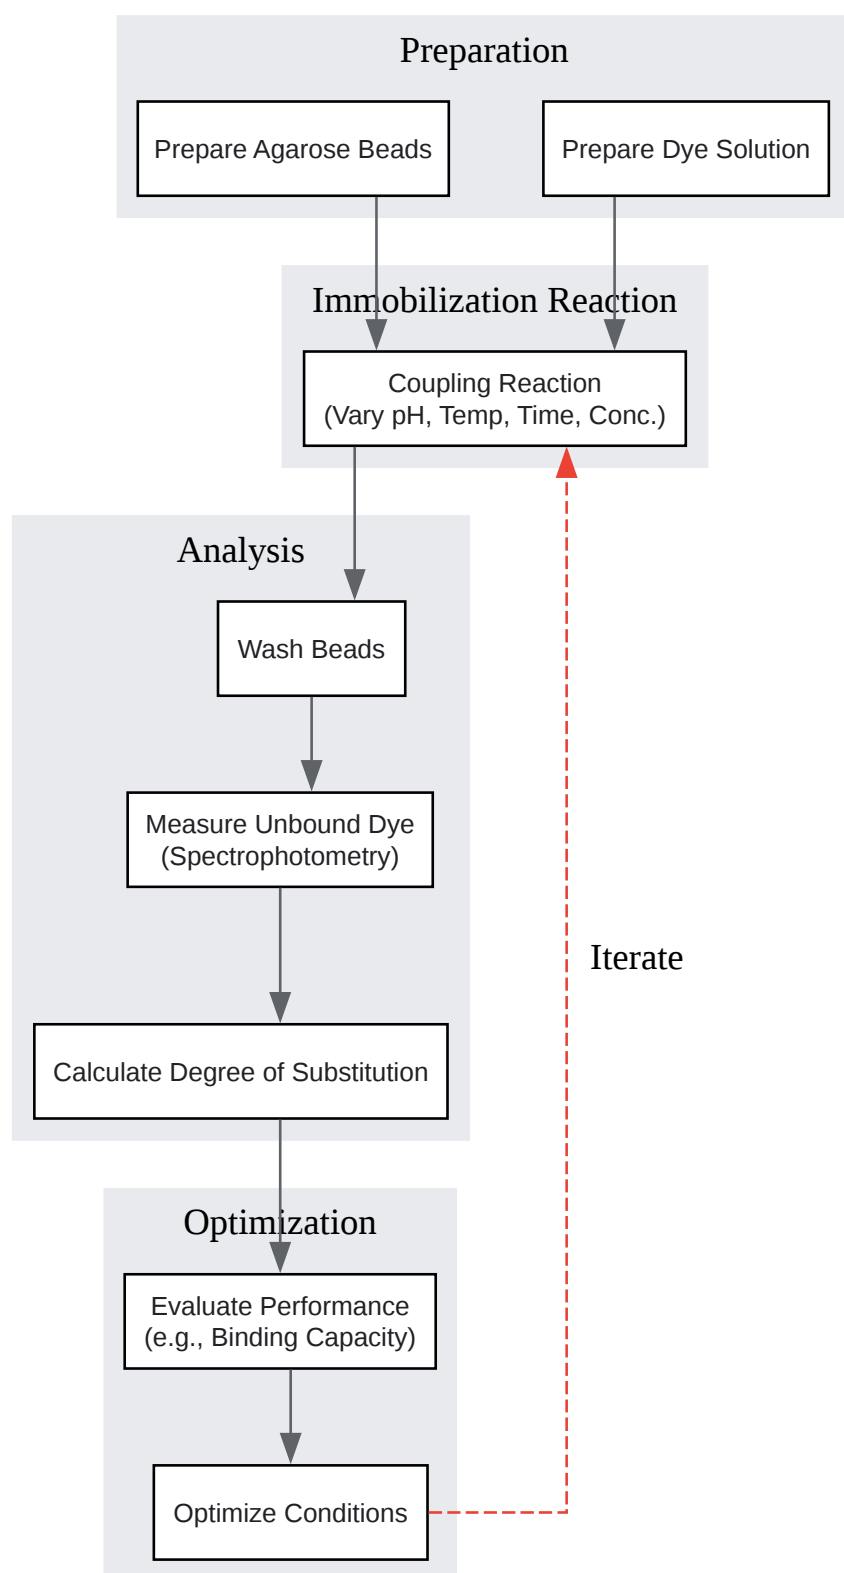 Preparation
Prepare Agarose Beads
Prepare Dye Solution
Immobilization Reaction
Coupling Reaction
(Vary pH, Temp, Time, Conc.)
Analysis
Wash Beads
Measure Unbound Dye
(Spectrophotometry)
Iterate
Calculate Degree of Substitution
Optimization
Evaluate Performance
(e.g., Binding Capacity)
Optimize Conditions